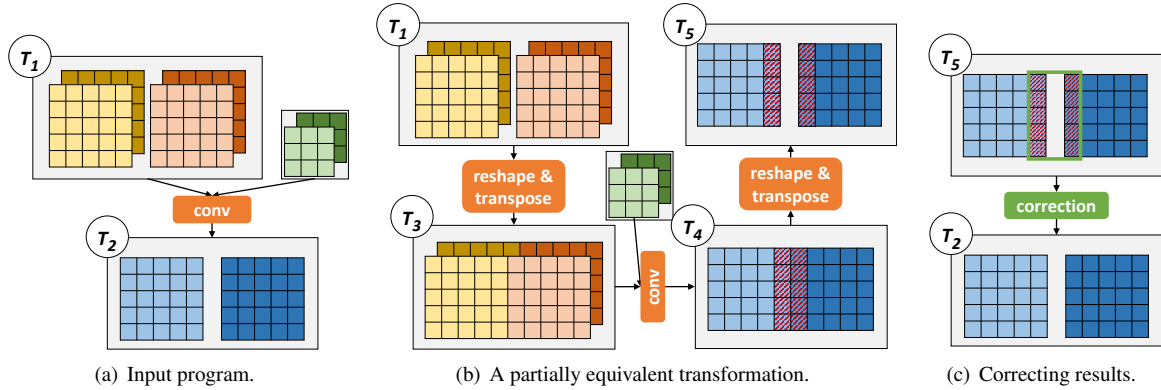 T1
conv
T2
(a) Input program.
T1
reshape &
transpose
T3
conv
T4
reshape &
transpose
T5
(b) A partially equivalent transformation.
T5
correction
T2
(c) Correcting results.